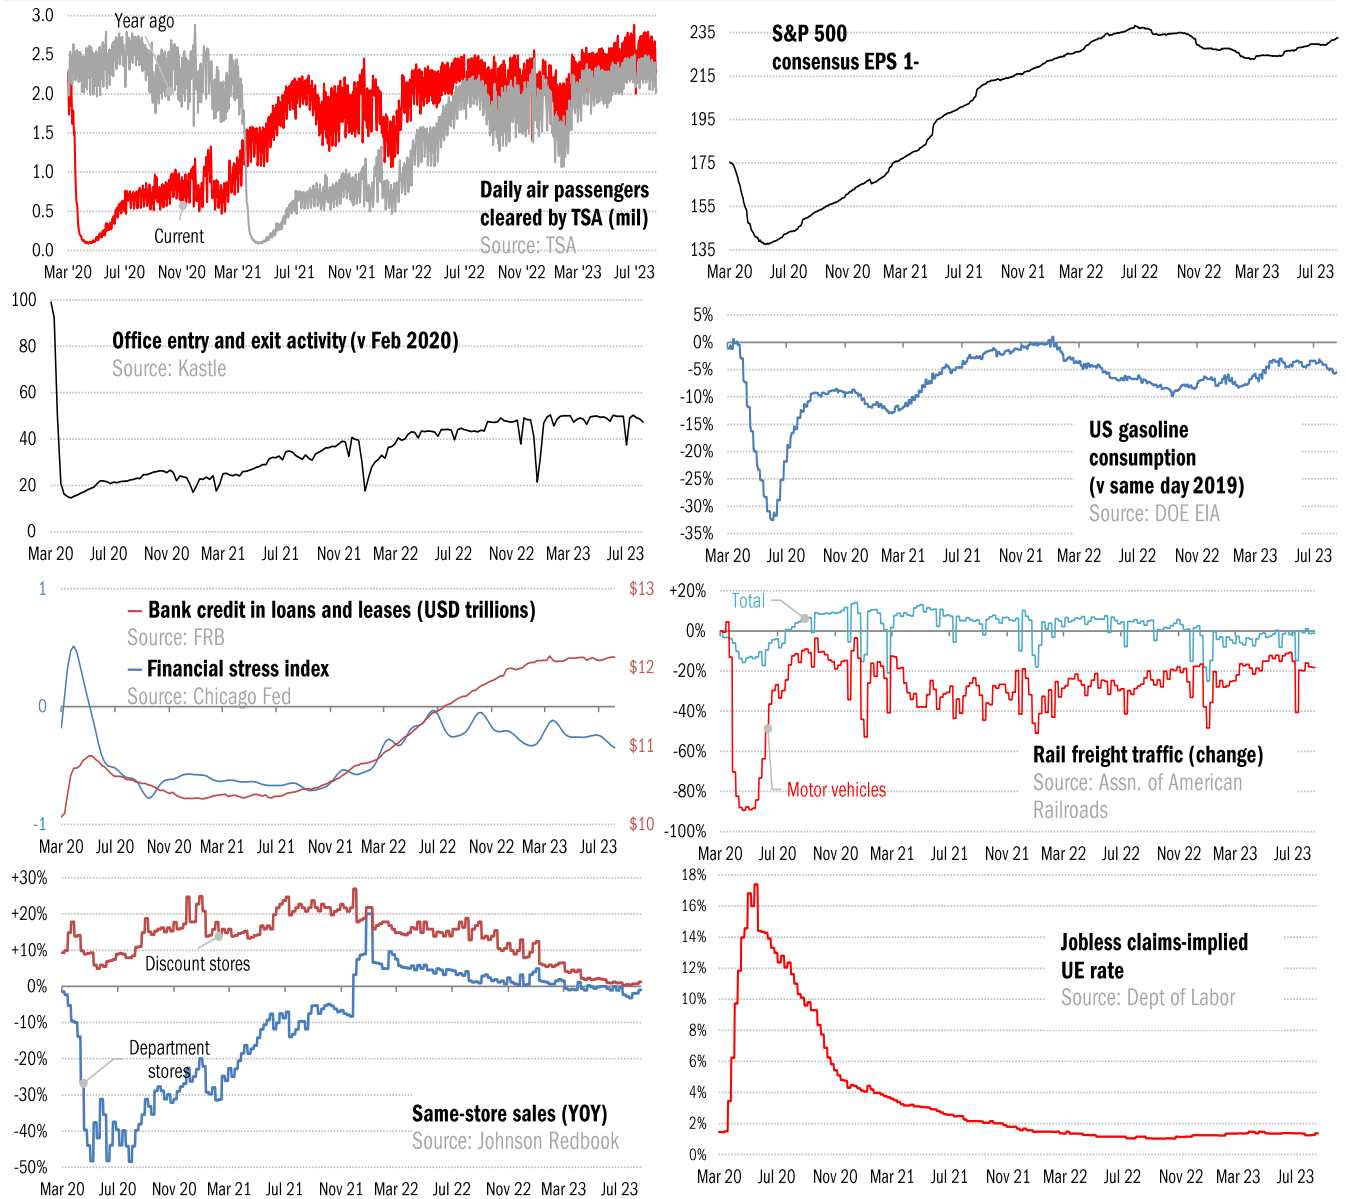 3.0
2.5
2.0
1.5
1.0
0.5
0.0
Year ago
Current
Daily air passengers
cleared by TSA (mil)
Source: TSA
Mar '20 Jul '20 Nov '20 Mar '21 Jul '21 Nov '21 Mar '22 Jul '22 Nov '22 Mar '23 Jul '23
S&P 500
consensus EPS 1-
235
215
195
175
155
135
Mar 20 Jul 20 Nov 20 Mar 21 Jul 21 Nov 21 Mar 22 Jul 22 Nov 22 Mar 23 Jul 23
100
80
60
40
20
0
Office entry and exit activity (v Feb 2020)
Source: Kastle
Mar 20 Jul 20 Nov 20 Mar 21 Jul 21 Nov 21 Mar 22 Jul 22 Nov 22 Mar 23 Jul 23
5%
0%
-5%
-10%
-15%
-20%
-25%
-30%
-35%
US gasoline
consumption
(v same day 2019)
Source: DOE EIA
Mar 20 Jul 20 Nov 20 Mar 21 Jul 21 Nov 21 Mar 22 Jul 22 Nov 22 Mar 23 Jul 23
1
0
-1
Bank credit in loans and leases (USD trillions)
Source: FRB
Financial stress index
Source: Chicago Fed
$13
$12
$11
$10
Mar 20 Jul 20 Nov 20 Mar 21 Jul 21 Nov 21 Mar 22 Jul 22 Nov 22 Mar 23 Jul 23
+20%
0%
-20%
-40%
-60%
-80%
-100%
Total
Motor vehicles
Rail freight traffic (change)
Source: Assn. of American
Railroads
Mar 20 Jul 20 Nov 20 Mar 21 Jul 21 Nov 21 Mar 22 Jul 22 Nov 22 Mar 23 Jul 23
+30%
+20%
+10%
0%
-10%
-20%
-30%
-40%
-50%
Discount stores
Department
stores
Same-store sales (YOY)
Source: Johnson Redbook
Mar 20 Jul 20 Nov 20 Mar 21 Jul 21 Nov 21 Mar 22 Jul 22 Nov 22 Mar 23 Jul 23
18%
16%
14%
12%
10%
8%
6%
4%
2%
0%
Jobless claims-implied
UE rate
Source: Dept of Labor
Mar 20 Jul 20 Nov 20 Mar 21 Jul 21 Nov 21 Mar 22 Jul 22 Nov 22 Mar 23 Jul 23